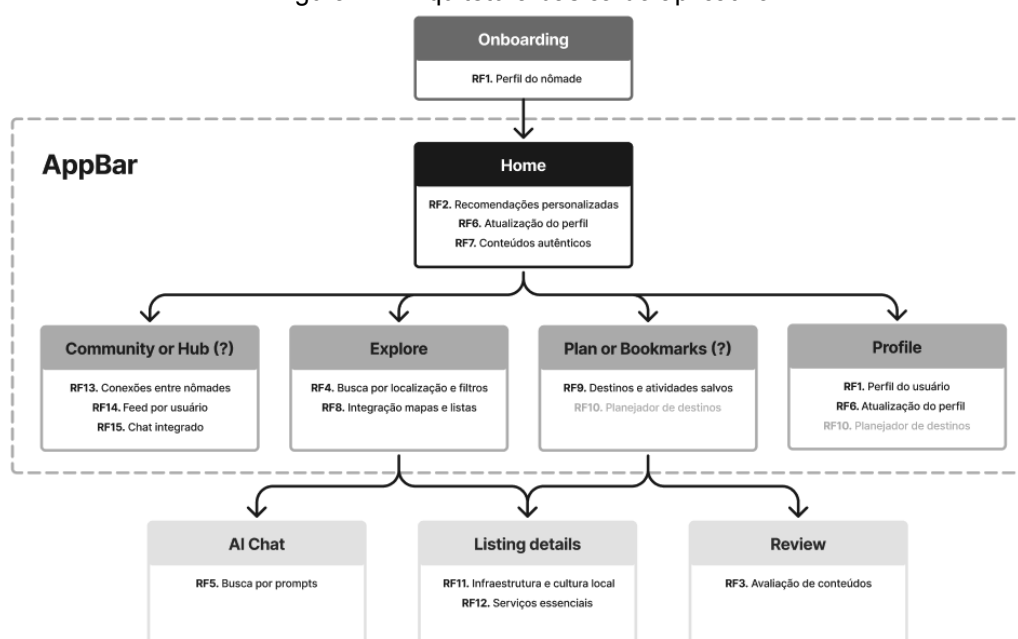 Onboarding
RF1. Perfil do nômade
AppBar
Home
RF2. Recomendações personalizadas
RF6. Atualização do perfil
RF7. Conteúdos autênticos
Community or Hub (?)
RF13. Conexões entre nômades
RF14. Feed por usuário
RF15. Chat integrado
Explore
RF4. Busca por localização e filtros
RF8. Integração mapas e listas
Plan or Bookmarks (?)
RF9. Destinos e atividades salvos
RF10. Planejador de destinos
Profile
RF1. Perfil do usuário
RF6. Atualização do perfil
RF10. Planejador de destinos
AI Chat
RF5. Busca por prompts
Listing details
RF11. Infraestrutura e cultura local
RF12. Serviços essenciais
Review
RF3. Avaliação de conteúdos